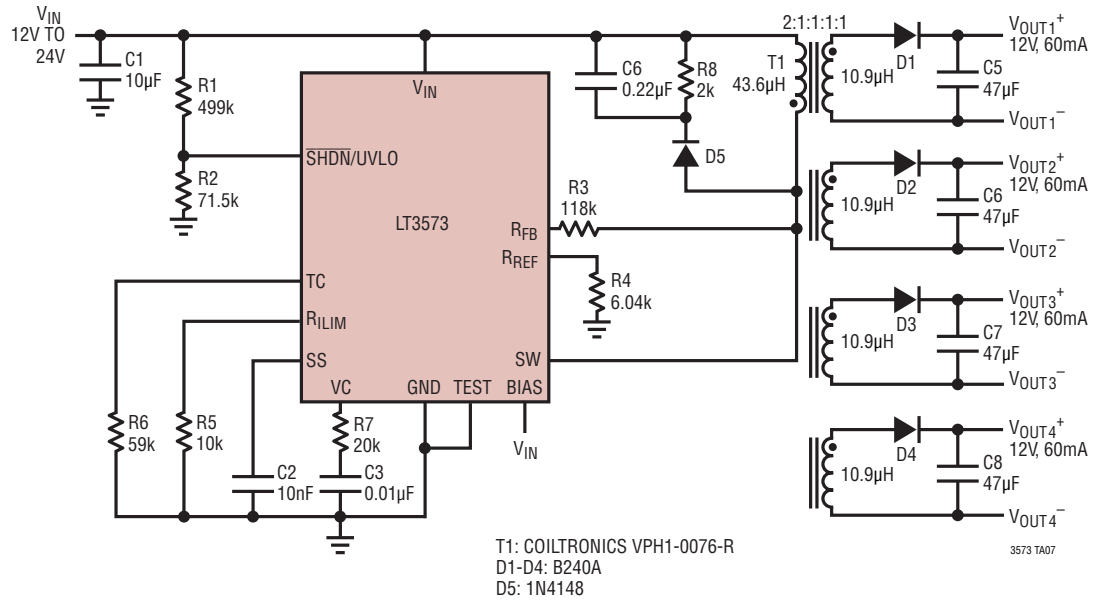 VIN
12V TO
24V
C1
10µF
R1
499k
R2
71.5k
VIN
SHDN/UVLO
LT3573
RFB
RREF
TC
RILIM
SS
SW
VC
GND
TEST
BIAS
VIN
C6
0.22µF
R8
2k
D5
R3
118k
R4
6.04k
R6
59k
R5
10k
C2
10nF
R7
20k
C3
0.01µF
2:1:1:1:1
T1
43.6µH
10.9µH
D1
C5
47µF
VOUT1+
12V, 60mA
VOUT1–
10.9µH
D2
C6
47µF
VOUT2+
12V, 60mA
VOUT2–
10.9µH
D3
C7
47µF
VOUT3+
12V, 60mA
VOUT3–
10.9µH
D4
C8
47µF
VOUT4+
12V, 60mA
VOUT4–
T1: COILTRONICS VPH1-0076-R
D1-D4: B240A
D5: 1N4148
3573 TA07